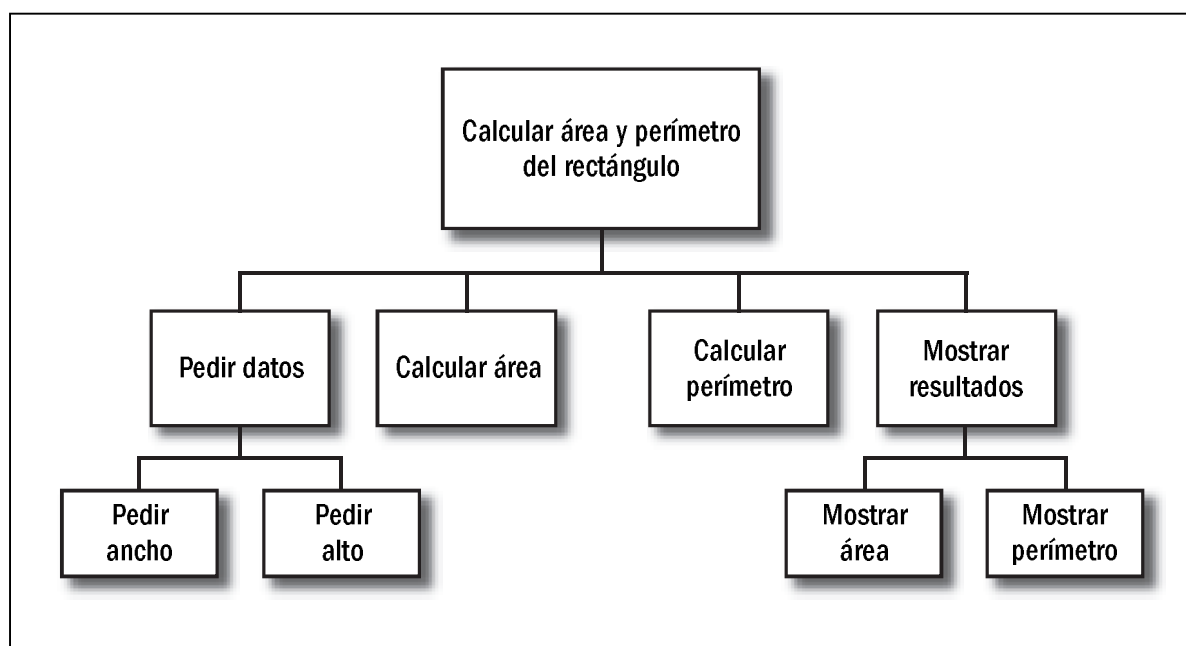 Calcular área y perímetro
del rectángulo
Pedir datos
Calcular área
Calcular
perímetro
Mostrar
resultados
Pedir
ancho
Pedir
alto
Mostrar
área
Mostrar
perímetro